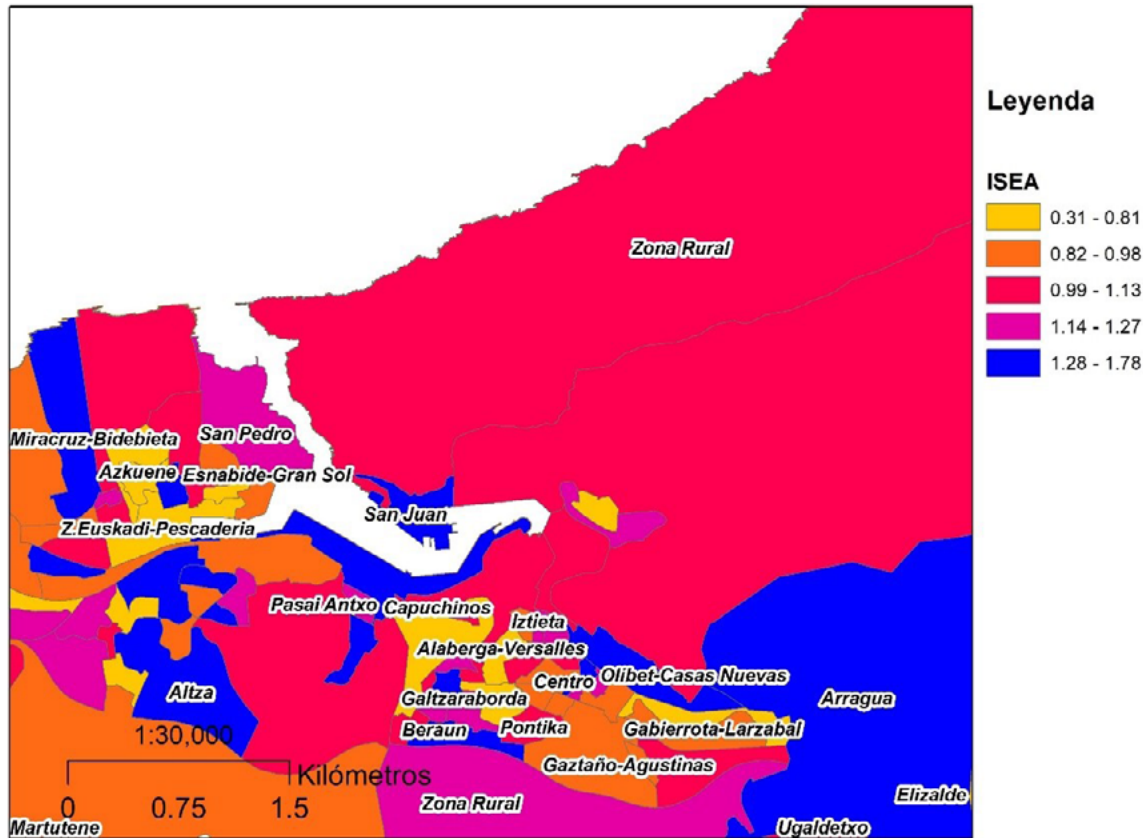 Leyenda
ISEA
0.31 - 0.81
0.82 - 0.98
0.99 - 1.13
1.14 - 1.27
1.28 - 1.78
Zona Rural
Miracruz-Bidebieta
San Pedro
Azkuene
Esnabide-Gran Sol
San Juan
Z.Euskadi-Pescaderia
Pasai Antxo
Capuchinos
Iztieta
Alaberga-Versalles
Centro
Olibet-Casas Nuevas
Altza
Galtzaraborda
Arragua
Beraun
Pontika
Gabierrota-Larzabal
1:30,000
Gaztaño-Agustinas
Kilómetros
0 0.75 1.5
Zona Rural
Elizalde
Martutene
Ugaldetxo